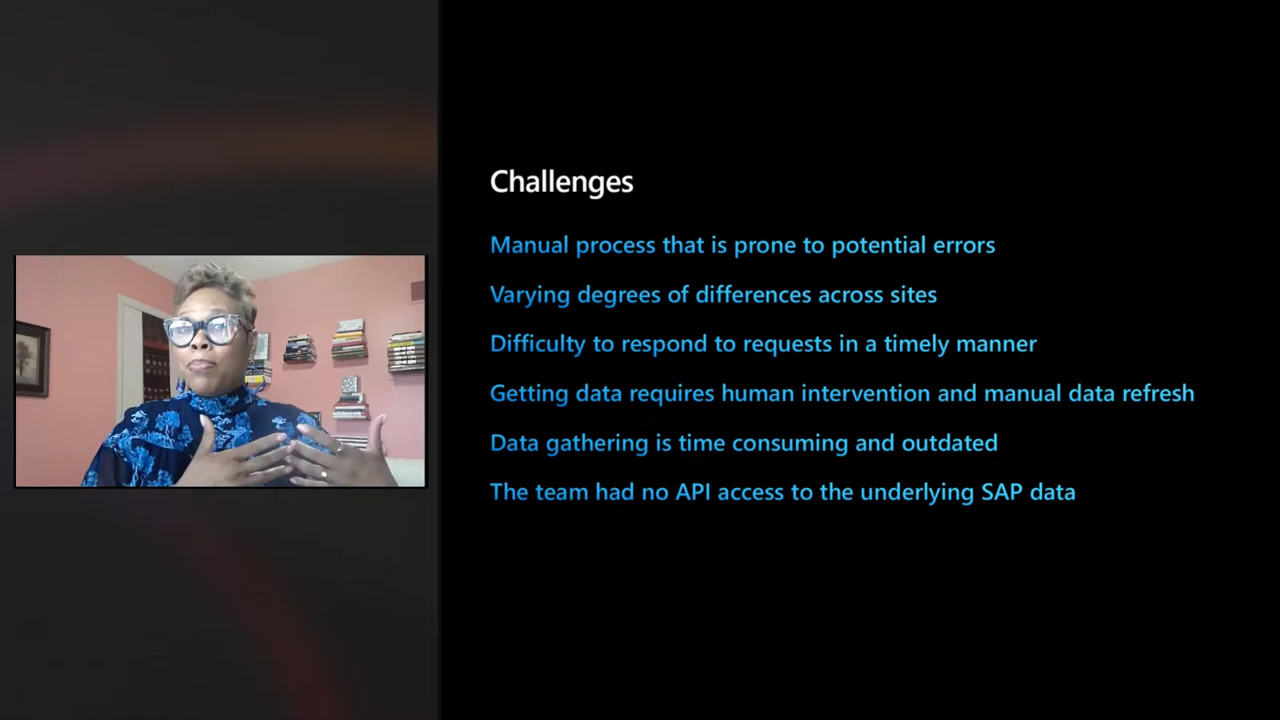 Challenges
Manual process that is prone to potential errors
Varying degrees of differences across sites
Difficulty to respond to requests in a timely manner
Getting data requires human intervention and manual data refresh
Data gathering is time consuming and outdated
The team had no API access to the underlying SAP data